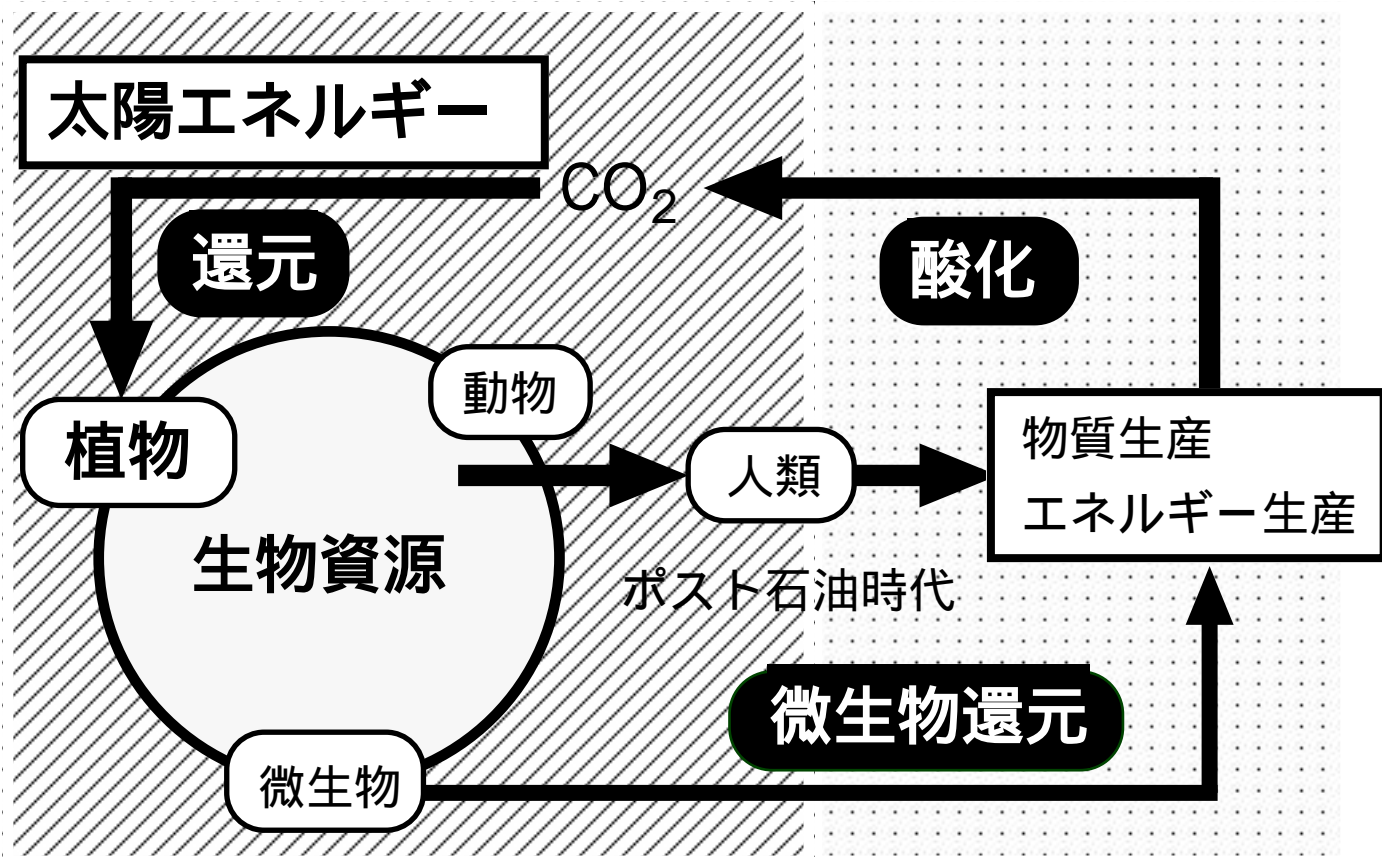 太陽エネルギー
CO₂
還元
酸化
動物
植物
人類
物質生産
エネルギー生産
生物資源
ポスト石油時代
微生物還元
微生物